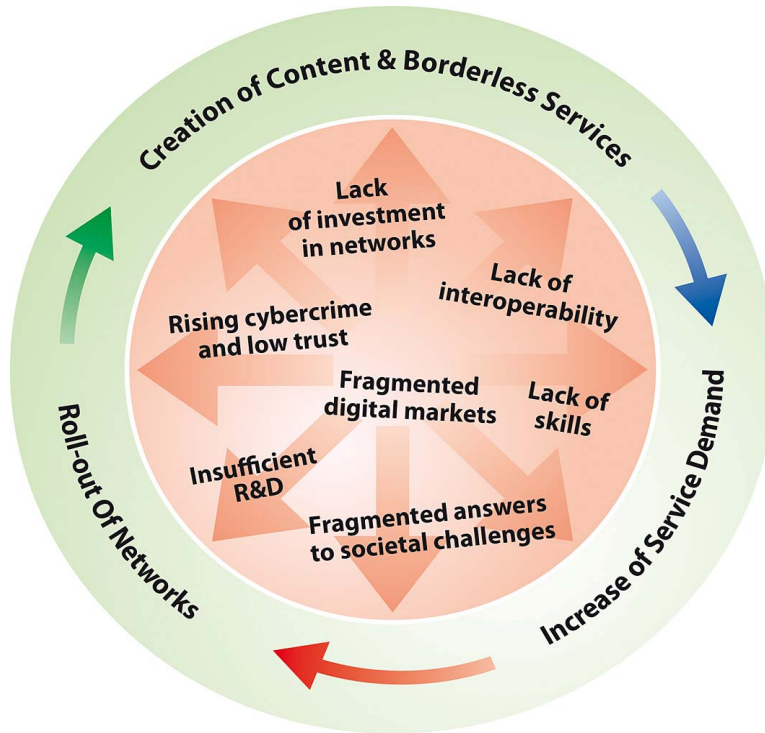 Creation of Content & Borderless Services
Lack
of investment
in networks
Lack of
interoperability
Rising cybercrime
and low trust
Fragmented
digital markets
Lack of
skills
Insufficient
R&D
Fragmented answers
to societal challenges
Increase of Service Demand
Roll-out Of Networks